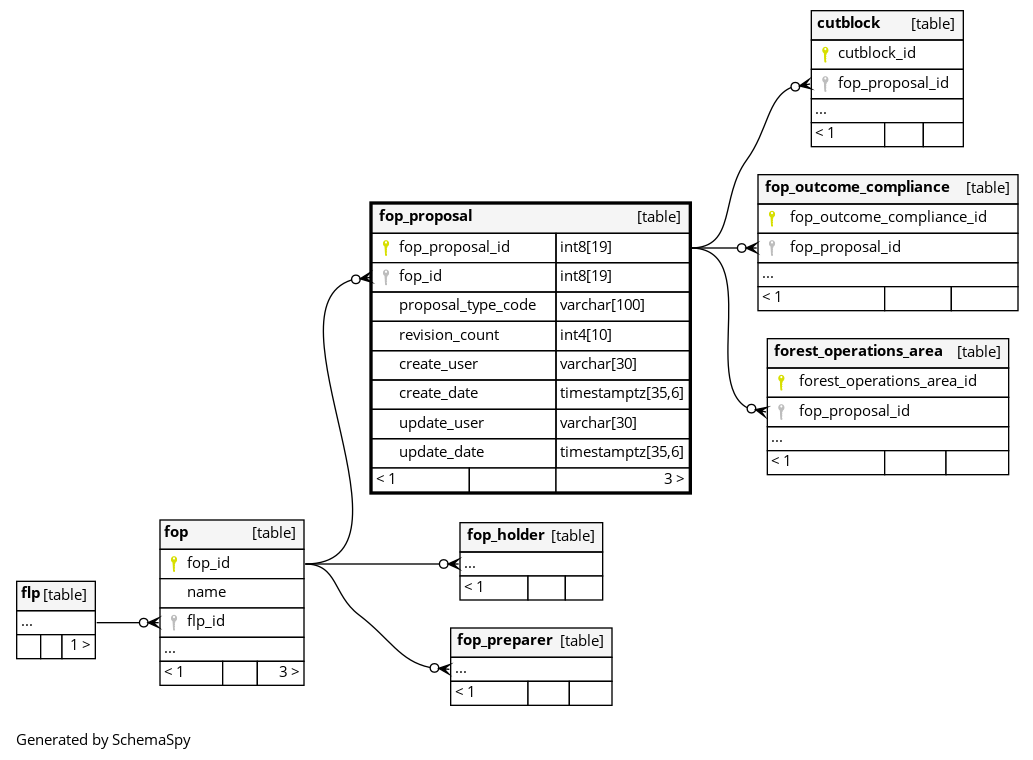 cutblock [table]
cutblock_id
fop_proposal_id
...
< 1
fop_outcome_compliance [table]
fop_outcome_compliance_id
fop_proposal_id
...
< 1
fop_proposal [table]
fop_proposal_id int8[19]
fop_id int8[19]
proposal_type_code varchar[100]
revision_count int4[10]
create_user varchar[30]
create_date timestamptz[35,6]
update_user varchar[30]
update_date timestamptz[35,6]
< 1 3 >
forest_operations_area [table]
forest_operations_area_id
fop_proposal_id
...
< 1
fop [table]
fop_id
name
flp_id
...
< 1 3 >
fop_holder [table]
...
< 1
flp [table]
...
1 >
fop_preparer [table]
...
< 1
Generated by SchemaSpy